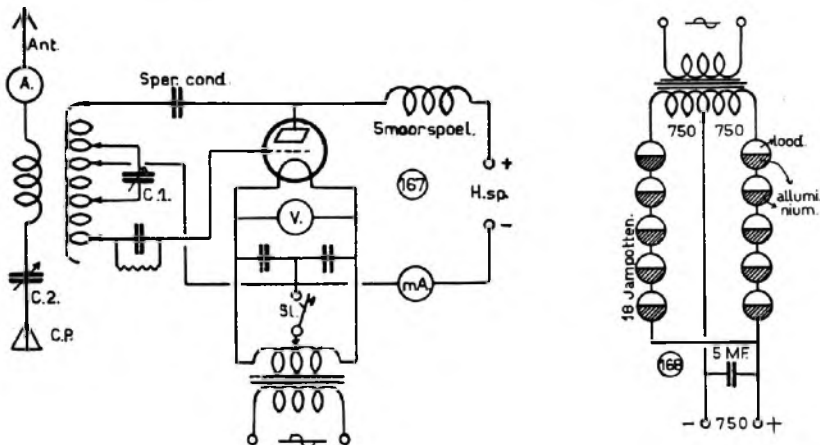 Ant.
A.
Sper. cond.
Smoorspoel.
C.1.
167
+
H.sp.
-
V.
mA.
C.2.
C.P.
Sl.
750 750
lood.
allumi.
nium.
18 Jampotten.
168
5 MF.
- 750 +